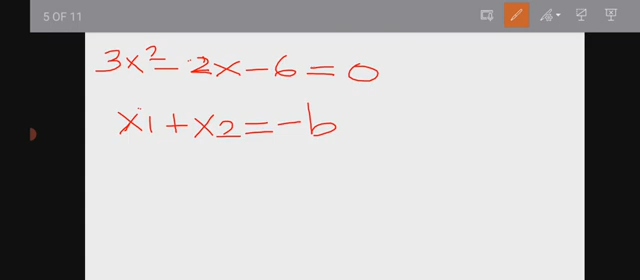 5 OF 11
3x² - 2x - 6 = 0
x1 + x2 = -b